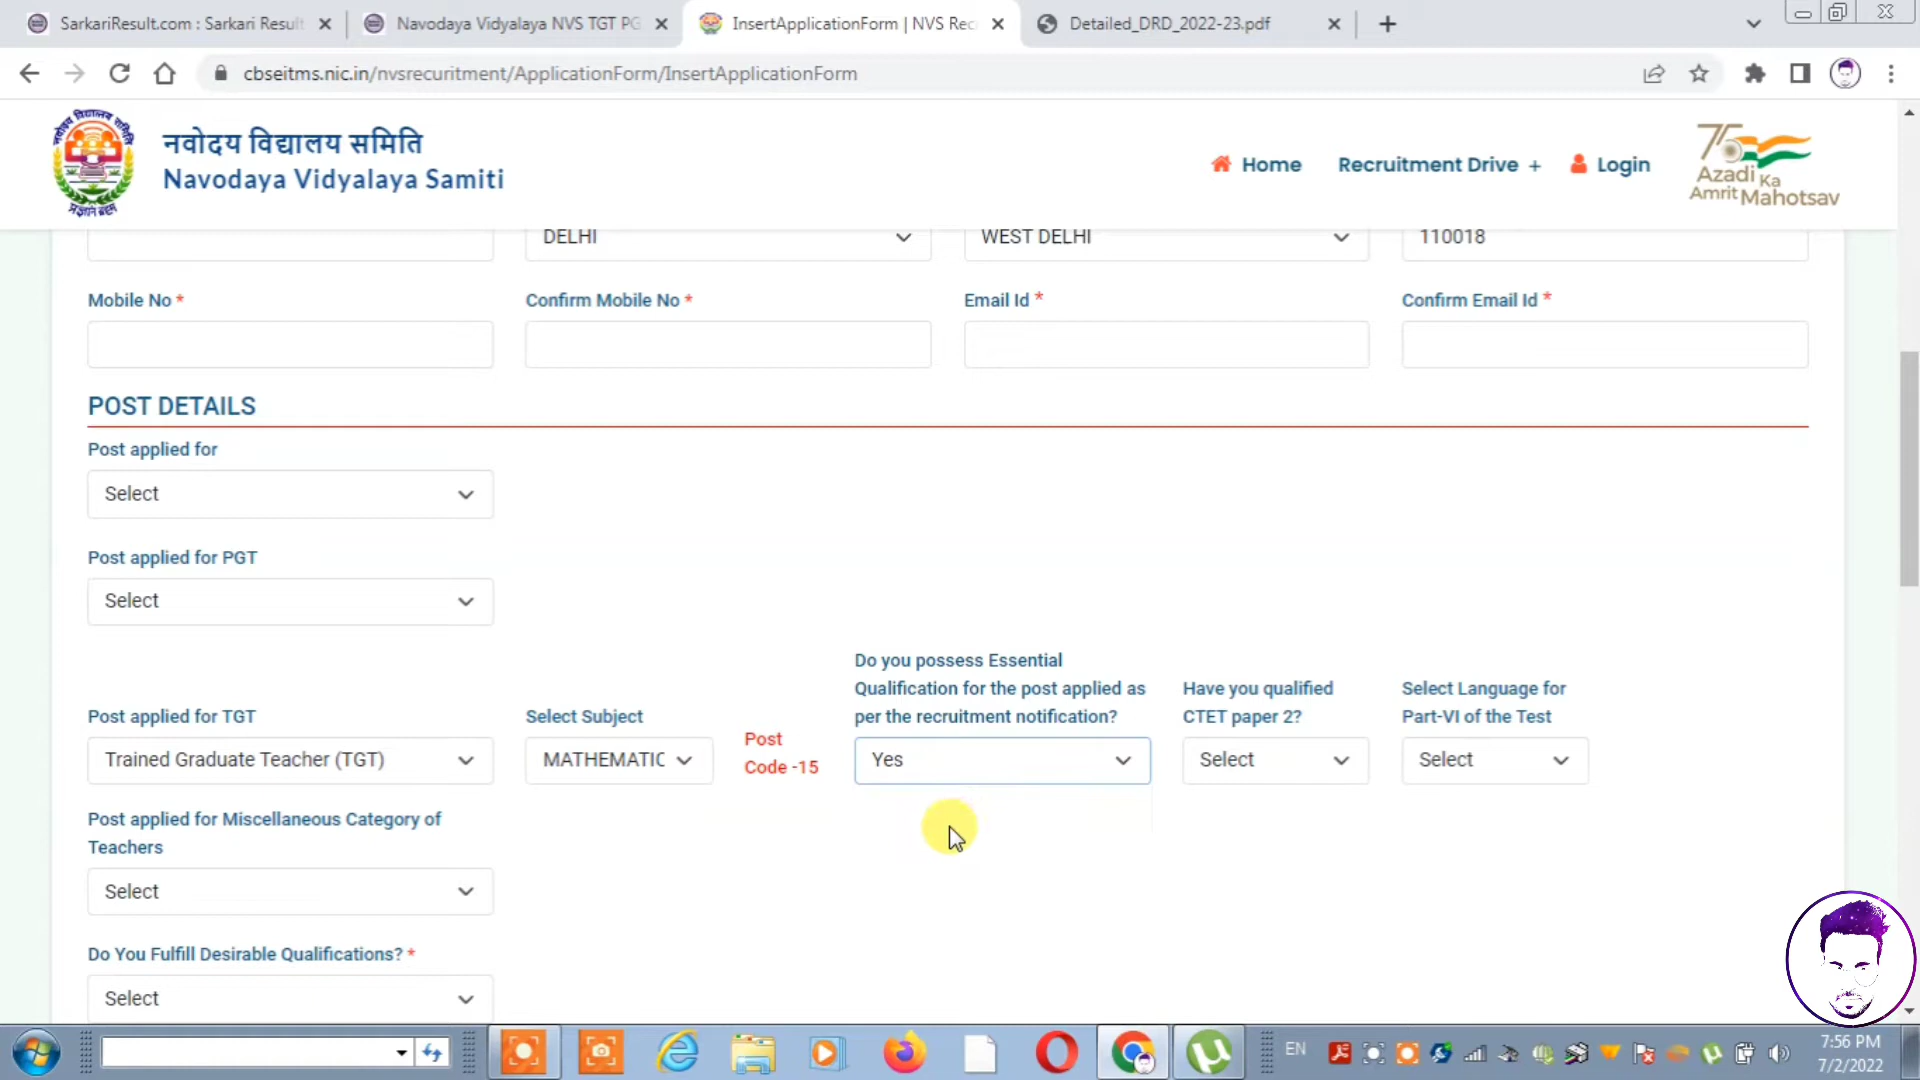 SarkariResult.com : Sarkari Result
Navodaya Vidyalaya NVS TGT PG
InsertApplicationForm | NVS Rec
Detailed_DRD_2022-23.pdf
cbseitms.nic.in/nvsrecuritment/ApplicationForm/InsertApplicationForm
नवोदय विद्यालय समिति
Navodaya Vidyalaya Samiti
Home
Recruitment Drive +
Login
75
Azadi Ka
Amrit Mahotsav
DELHI
WEST DELHI
110018
Mobile No *
Confirm Mobile No *
Email Id *
Confirm Email Id *
POST DETAILS
Post applied for
Select
Post applied for PGT
Select
Post applied for TGT
Trained Graduate Teacher (TGT)
Select Subject
MATHEMATIC
Post
Code -15
Do you possess Essential
Qualification for the post applied as
per the recruitment notification?
Yes
Have you qualified
CTET paper 2?
Select
Select Language for
Part-VI of the Test
Select
Post applied for Miscellaneous Category of
Teachers
Select
Do You Fulfill Desirable Qualifications? *
Select
EN
7:56 PM
7/2/2022